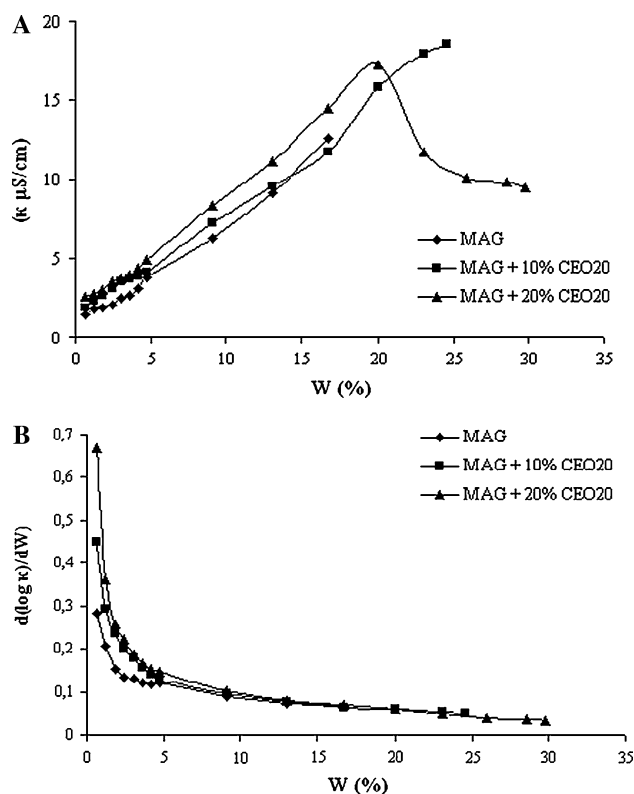 A
20
15
10
5
0
(κ μS/cm)
MAG
MAG + 10% CEO20
MAG + 20% CEO20
0 5 10 15 20 25 30 35
W (%)
B
0,7
0,6
0,5
0,4
0,3
0,2
0,1
0
d(log κ)/dW
MAG
MAG + 10% CEO20
MAG + 20% CEO20
0 5 10 15 20 25 30 35
W (%)